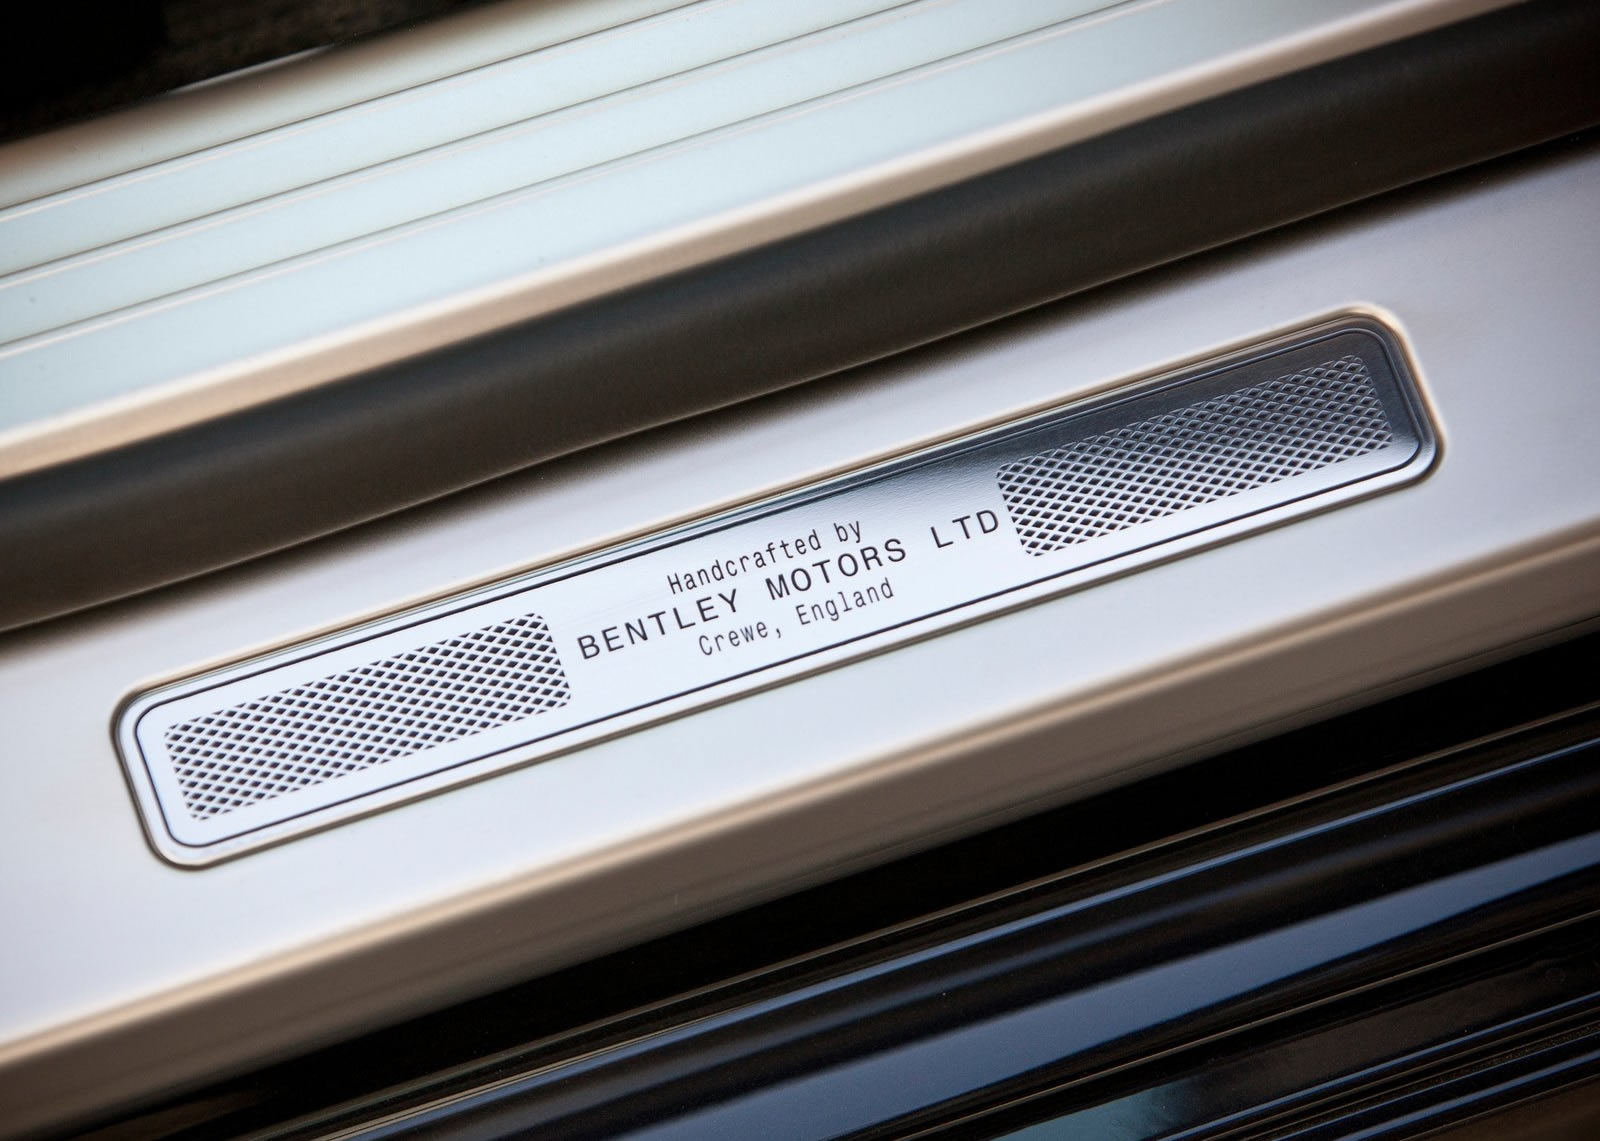 Handcrafted by
BENTLEY MOTORS LTD
Crewe, England